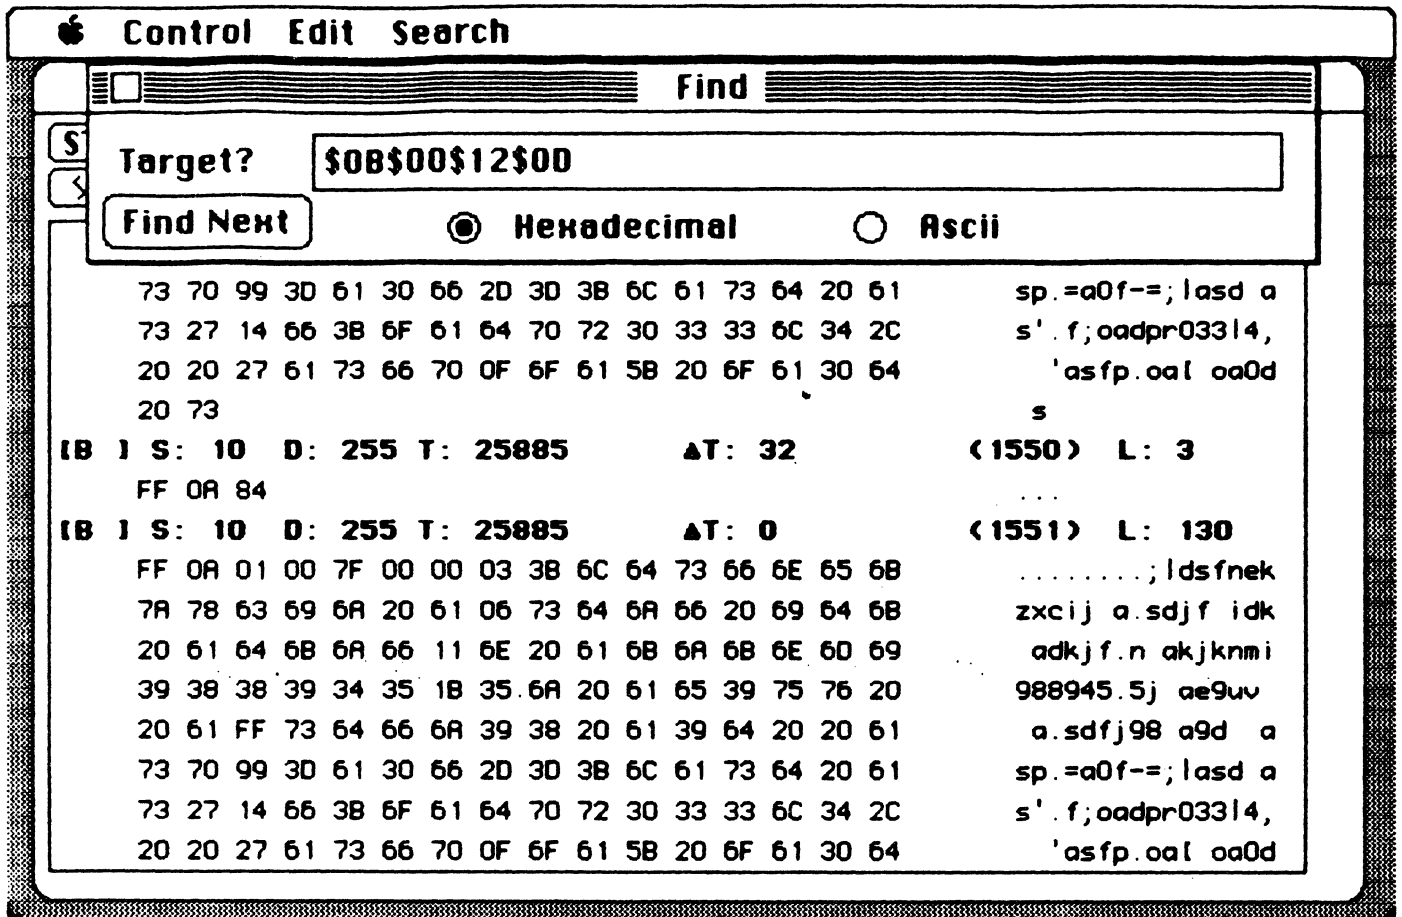 Control Edit Search
Find
S
Target? $0B$00$12$0D
Find Next Hexadecimal Ascii
73 70 99 3D 61 30 66 2D 3D 3B 6C 61 73 64 20 61 sp.=a0f-=;lasd a
73 27 14 66 3B 6F 61 64 70 72 30 33 33 6C 34 2C s'.f;oadpr033l4,
20 20 27 61 73 66 70 0F 6F 61 5B 20 6F 61 30 64 'asfp.oa[ oa0d
20 73 s
[B ] S: 10 D: 255 T: 25885 ▲T: 32 (1550) L: 3
FF 0A 84 ...
[B ] S: 10 D: 255 T: 25885 ▲T: 0 (1551) L: 130
FF 0A 01 00 7F 00 00 03 3B 6C 64 73 66 6E 65 6B ........;ldsfnek
7A 78 63 69 6A 20 61 06 73 64 6A 66 20 69 64 6B zxcij a.sdjf idk
20 61 64 6B 6A 66 11 6E 20 61 6B 6A 6B 6E 6D 69 adkjf.n akjknmi
39 38 38 39 34 35 1B 35 6A 20 61 65 39 75 76 20 988945.5j ae9uv
20 61 FF 73 64 66 6A 39 38 20 61 39 64 20 20 61 a.sdfj98 a9d  a
73 70 99 3D 61 30 66 2D 3D 3B 6C 61 73 64 20 61 sp.=a0f-=;lasd a
73 27 14 66 3B 6F 61 64 70 72 30 33 33 6C 34 2C s'.f;oadpr033l4,
20 20 27 61 73 66 70 0F 6F 61 5B 20 6F 61 30 64 'asfp.oa[ oa0d